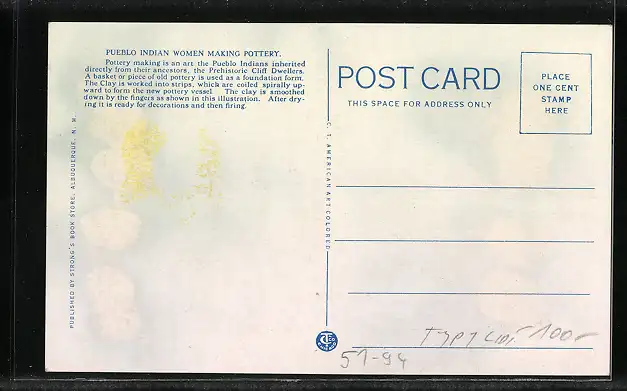 PUEBLO INDIAN WOMEN MAKING POTTERY.
Pottery making is an art the Pueblo Indians inherited
directly from their ancestors, the Prehistoric Cliff Dwellers.
A basket or piece of old pottery is used as a foundation form.
The Clay is worked into strips, which are coiled spirally up-
ward to form the new pottery vessel. The clay is smoothed
down by the fingers as shown in this illustration. After dry-
ing it is ready for decorations and then firing.
PUBLISHED BY STRONG'S BOOK STORE, ALBUQUERQUE, N. M.
C. T. AMERICAN ART COLORED
POST CARD
THIS SPACE FOR ADDRESS ONLY
PLACE
ONE CENT
STAMP
HERE
51-94
100-